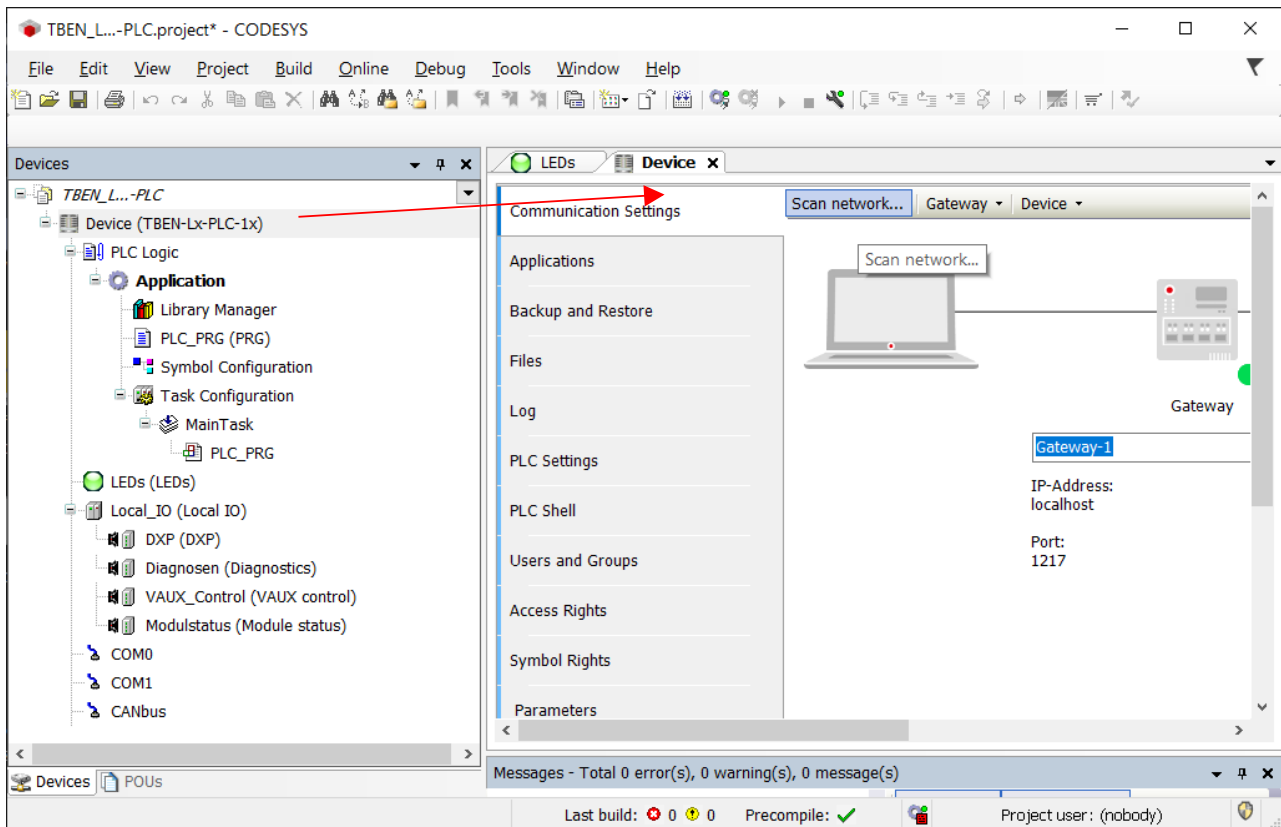 TBEN_L...-PLC.project* - CODESYS
File Edit View Project Build Online Debug Tools Window Help
Devices
TBEN_L...-PLC
Device (TBEN-Lx-PLC-1x)
PLC Logic
Application
Library Manager
PLC_PRG (PRG)
Symbol Configuration
Task Configuration
MainTask
PLC_PRG
LEDs (LEDs)
Local_IO (Local IO)
DXP (DXP)
Diagnosen (Diagnostics)
VAUX_Control (VAUX control)
Modulstatus (Module status)
COM0
COM1
CANbus
Devices POUs
LEDs Device
Communication Settings
Applications
Backup and Restore
Files
Log
PLC Settings
PLC Shell
Users and Groups
Access Rights
Symbol Rights
Parameters
Scan network... Gateway Device
Scan network...
Gateway
Gateway-1
IP-Address:
localhost
Port:
1217
Messages - Total 0 error(s), 0 warning(s), 0 message(s)
Last build: 0 0 Precompile: Project user: (nobody)